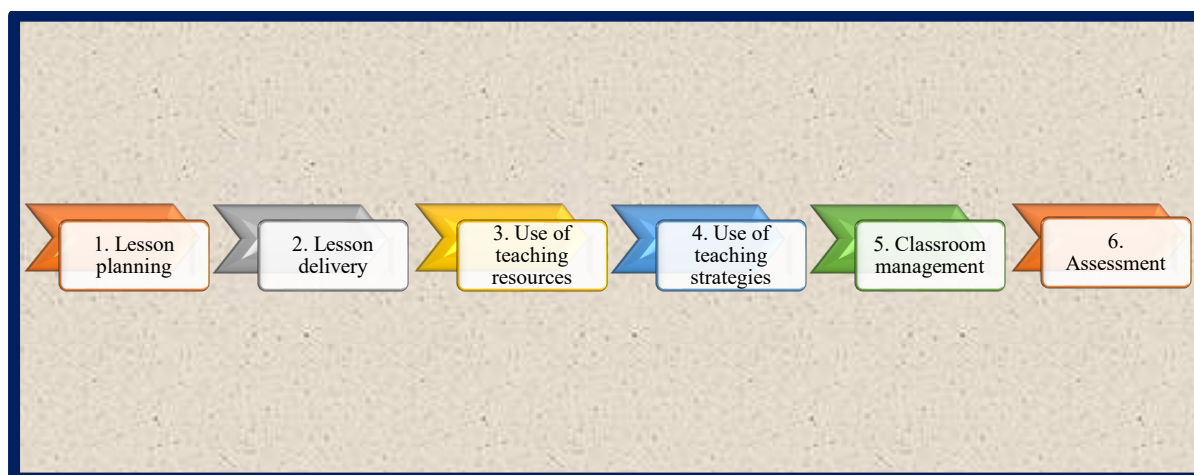 1. Lesson
planning
2. Lesson
delivery
3. Use of
teaching
resources
4. Use of
teaching
strategies
5. Classroom
management
6.
Assessment